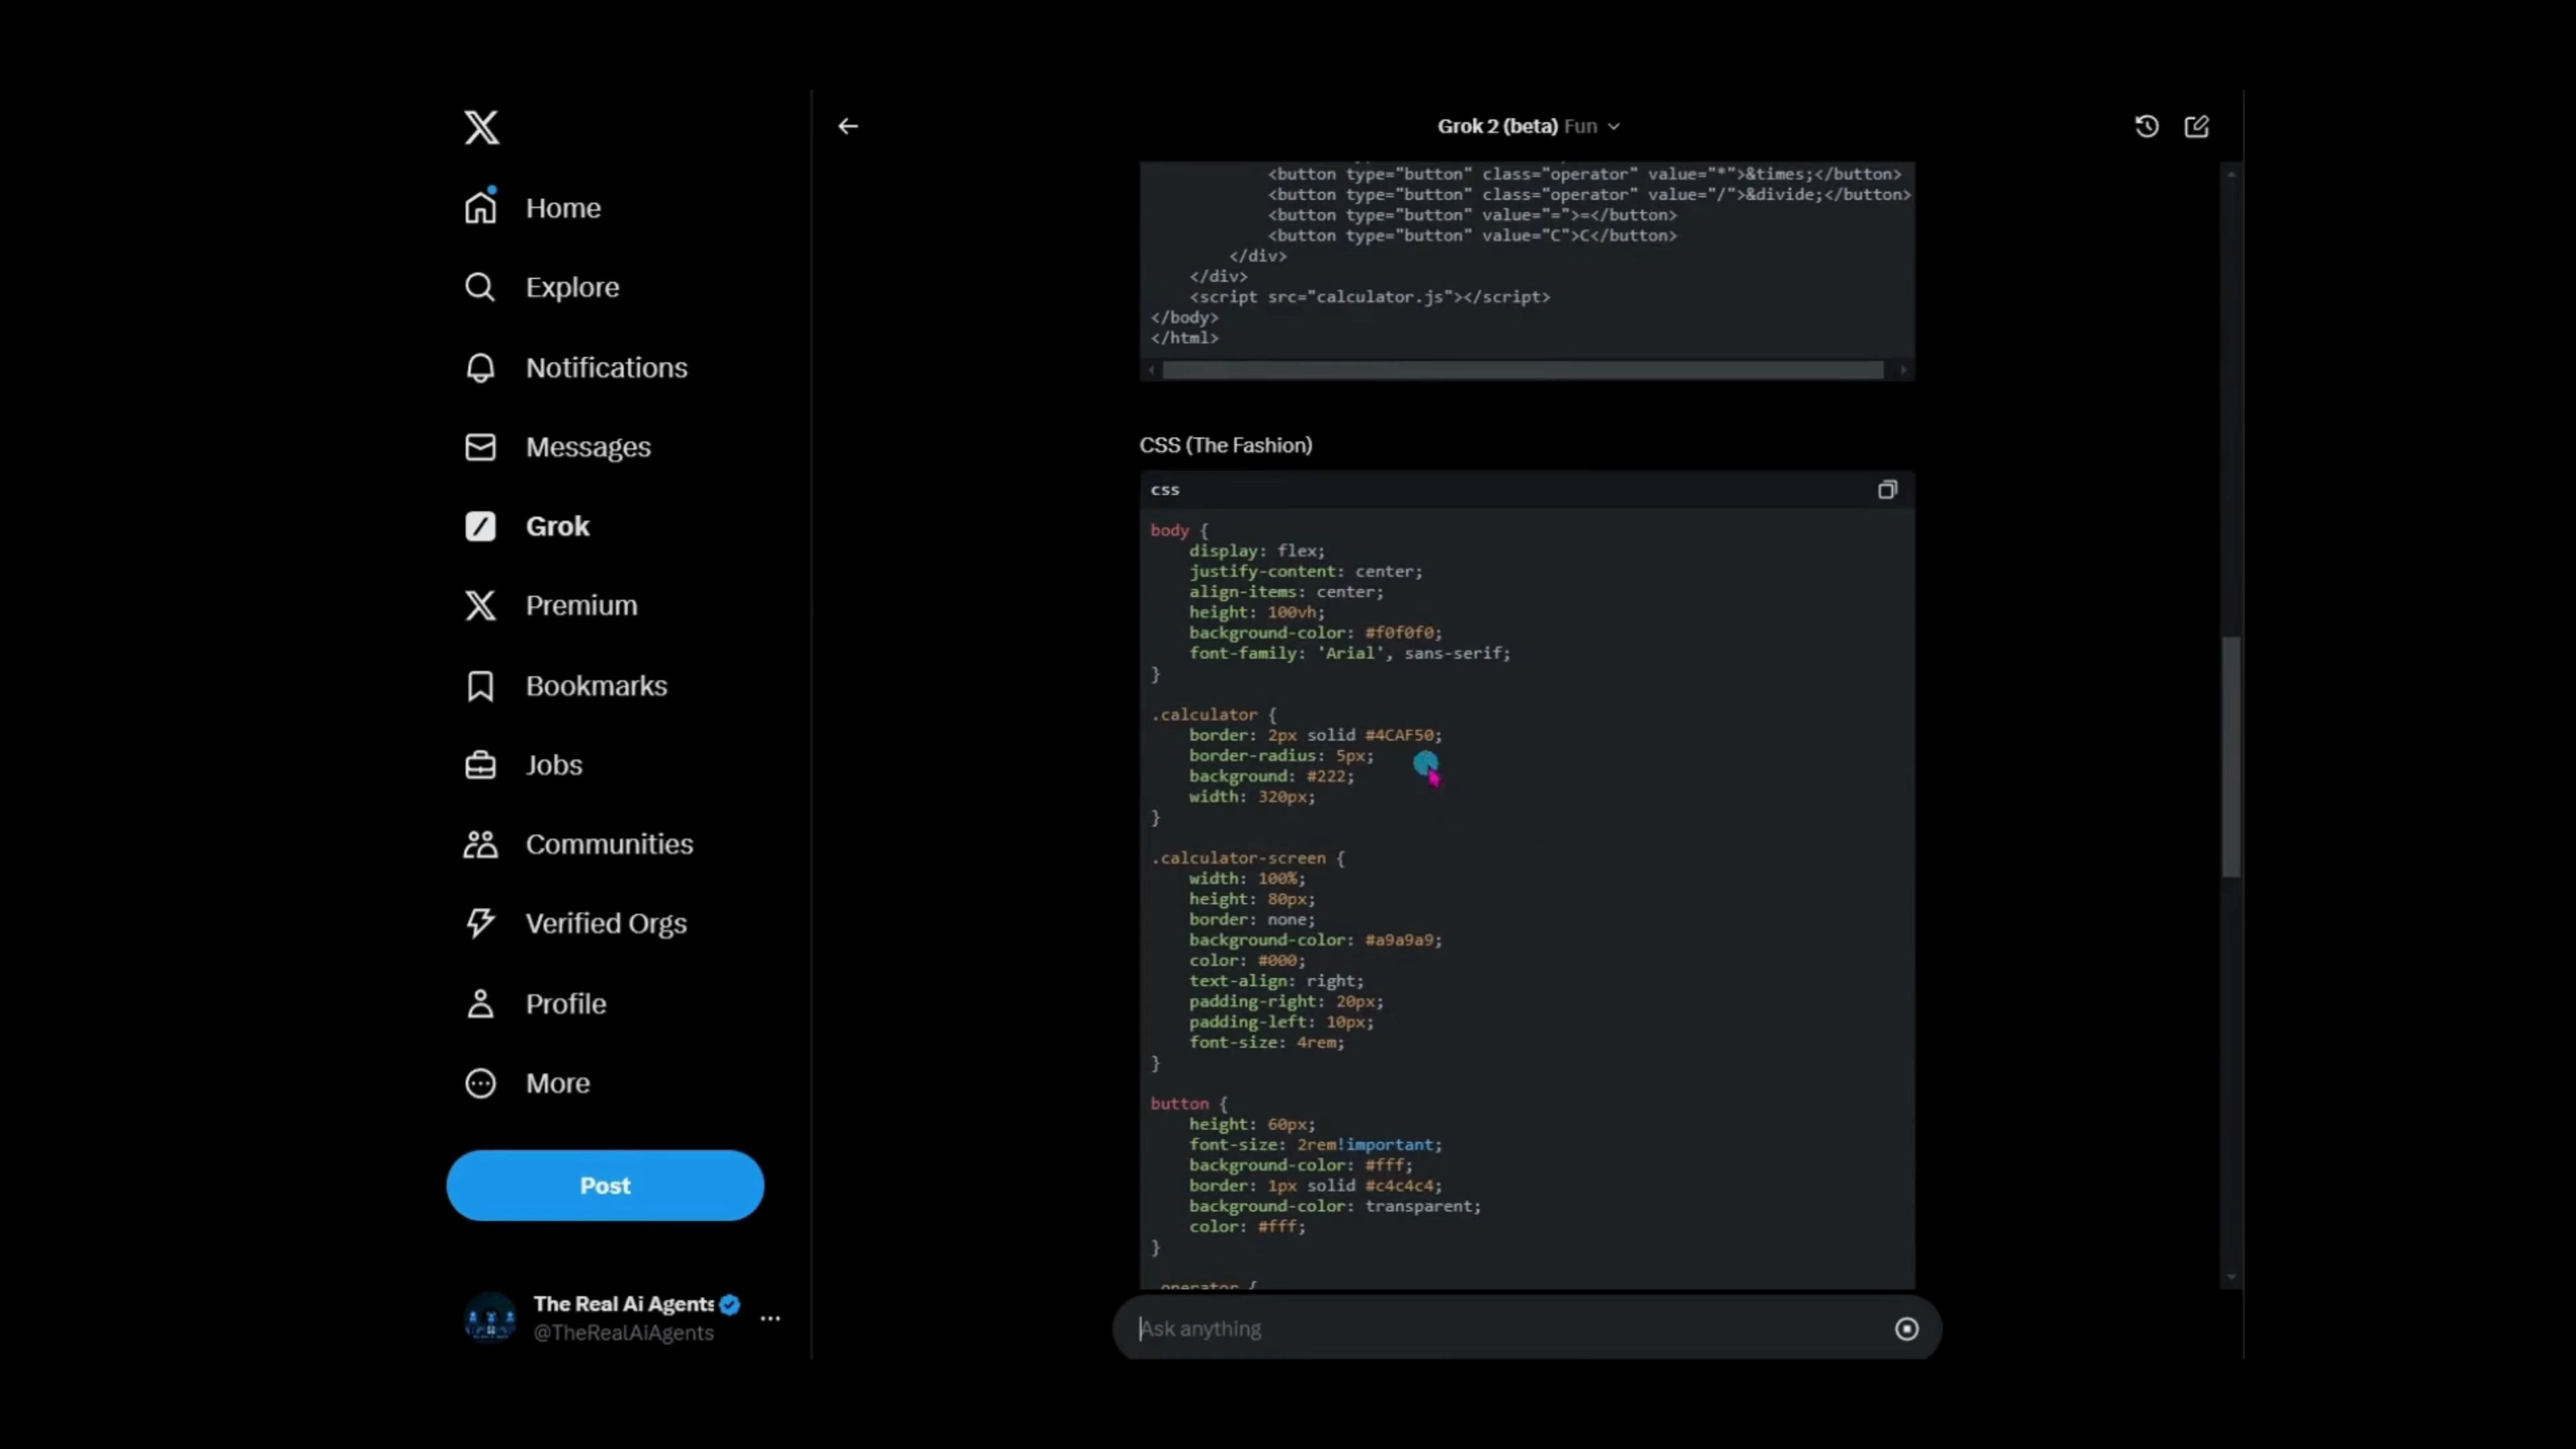 Home
Explore
Notifications
Messages
Grok
Premium
Bookmarks
Jobs
Communities
Verified Orgs
Profile
More
Post
The Real Ai Agents
@TheRealAiAgents
Grok 2 (beta) Fun
<button type="button" class="operator" value="*">&times;</button>
<button type="button" class="operator" value="/">&divide;</button>
<button type="button" value="=">=</button>
<button type="button" value="C">C</button>
</div>
</div>
<script src="calculator.js"></script>
</body>
</html>
CSS (The Fashion)
css
body {
display: flex;
justify-content: center;
align-items: center;
height: 100vh;
background-color: #f0f0f0;
font-family: 'Arial', sans-serif;
}
.calculator {
border: 2px solid #4CAF50;
border-radius: 5px;
background: #222;
width: 320px;
}
.calculator-screen {
width: 100%;
height: 80px;
border: none;
background-color: #a9a9a9;
color: #000;
text-align: right;
padding-right: 20px;
padding-left: 10px;
font-size: 4rem;
}
button {
height: 60px;
font-size: 2rem!important;
background-color: #fff;
border: 1px solid #c4c4c4;
background-color: transparent;
color: #fff;
}
.operator {
Ask anything